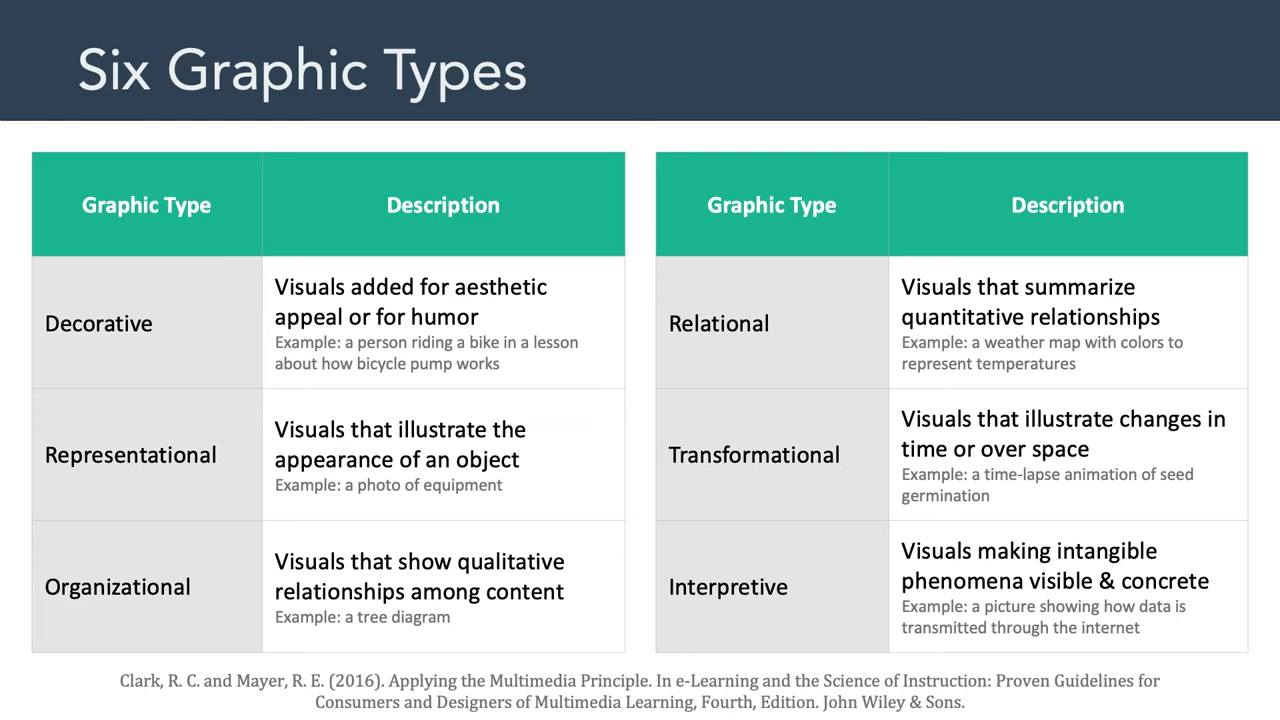 Six Graphic Types
Graphic Type
Description
Decorative
Visuals added for aesthetic
appeal or for humor
Example: a person riding a bike in a lesson
about how bicycle pump works
Representational
Visuals that illustrate the
appearance of an object
Example: a photo of equipment
Organizational
Visuals that show qualitative
relationships among content
Example: a tree diagram
Graphic Type
Description
Relational
Visuals that summarize
quantitative relationships
Example: a weather map with colors to
represent temperatures
Transformational
Visuals that illustrate changes in
time or over space
Example: a time-lapse animation of seed
germination
Interpretive
Visuals making intangible
phenomena visible & concrete
Example: a picture showing how data is
transmitted through the internet
Clark, R. C. and Mayer, R. E. (2016). Applying the Multimedia Principle. In e-Learning and the Science of Instruction: Proven Guidelines for
Consumers and Designers of Multimedia Learning, Fourth, Edition. John Wiley & Sons.